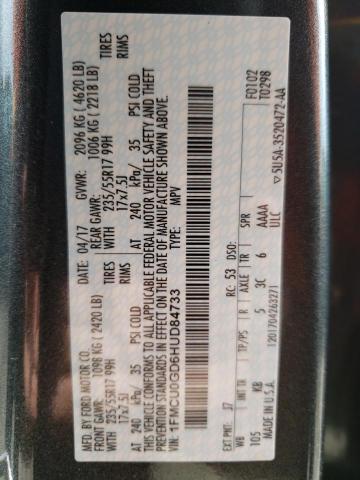 MFD. BY FORD MOTOR CO.
DATE: 04/17 GVWR: 2096 KG ( 4620 LB)
FRONT GAWR: 1098 KG ( 2420 LB) REAR GAWR: 1006 KG ( 2218 LB)
WITH 235/55R17 99H TIRES WITH 235/55R17 99H TIRES
17x7.5J RIMS 17x7.5J RIMS
AT 240 kPa/ 35 PSI COLD AT 240 kPa/ 35 PSI COLD
THIS VEHICLE CONFORMS TO ALL APPLICABLE FEDERAL MOTOR VEHICLE SAFETY AND THEFT
PREVENTION STANDARDS IN EFFECT ON THE DATE OF MANUFACTURE SHOWN ABOVE.
VIN: 1FMCU0GD6HUD84733
TYPE: MPV
F0102
T0298
EXT PNT: J7 RC: 53 DSO:
WB INT TR TP/PS R AXLE TR SPR
105 KB 5 3C 6 AAAA
ULC
MADE IN U.S.A. 1201704263271
▽5U5A-3520472-AA